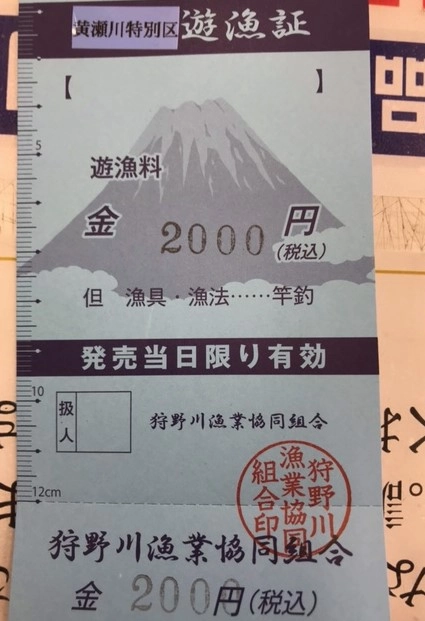 黄瀬川特別区遊漁証
【 】
5
遊漁料
金 2000 円
(税込)
但 漁具・漁法……竿釣
発売当日限り有効
10
扱人
狩野川漁業協同組合
狩野川
漁業協同
組合印
12cm
狩野川漁業協同組合
金 2000円(税込)